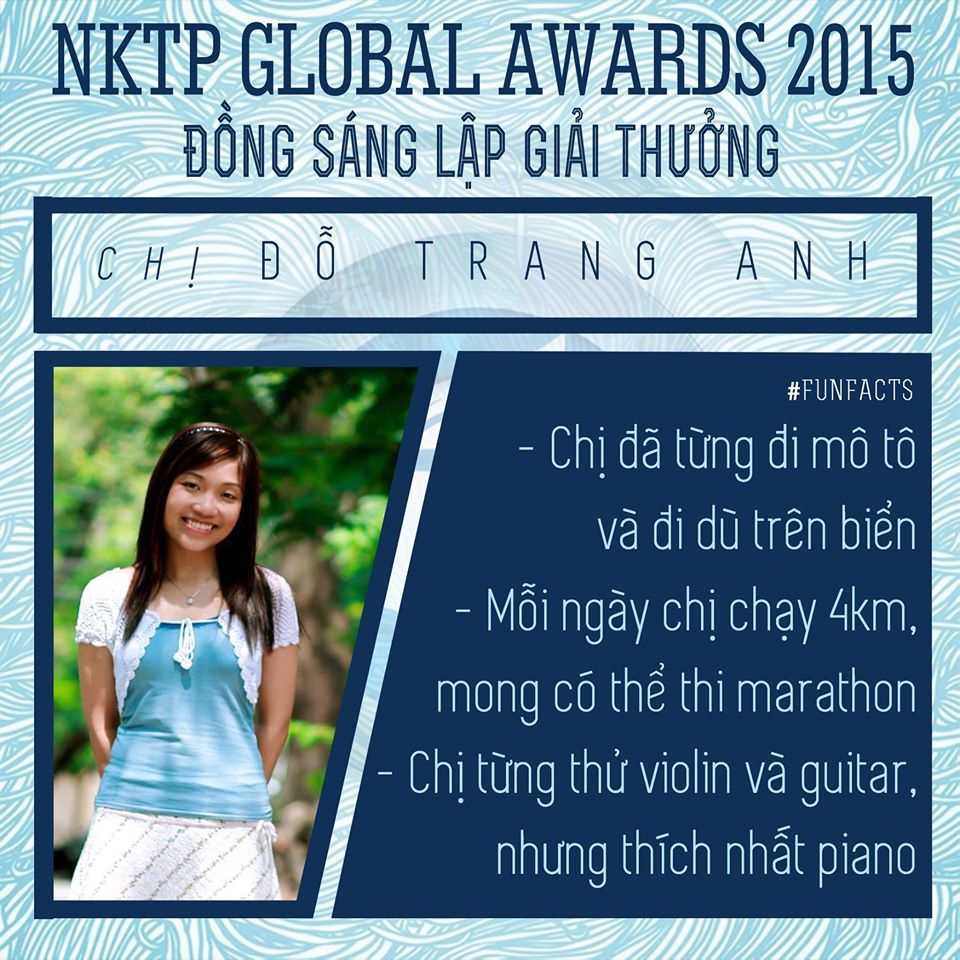 NKTP GLOBAL AWARDS 2015
ĐỒNG SÁNG LẬP GIẢI THƯỞNG
CHỊ ĐỖ TRANG ANH
#FUNFACTS
- Chị đã từng đi mô tô
và đi dù trên biển
- Mỗi ngày chị chạy 4km,
mong có thể thi marathon
- Chị từng thử violin và guitar,
nhưng thích nhất piano